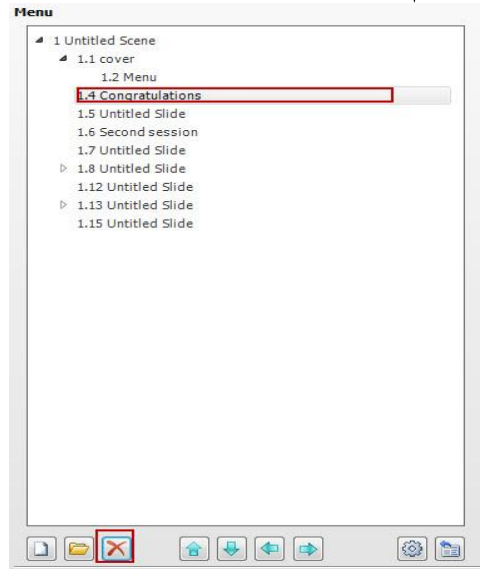 Menu
1 Untitled Scene
1.1 cover
1.2 Menu
1.4 Congratulations
1.5 Untitled Slide
1.6 Second session
1.7 Untitled Slide
1.8 Untitled Slide
1.12 Untitled Slide
1.13 Untitled Slide
1.15 Untitled Slide